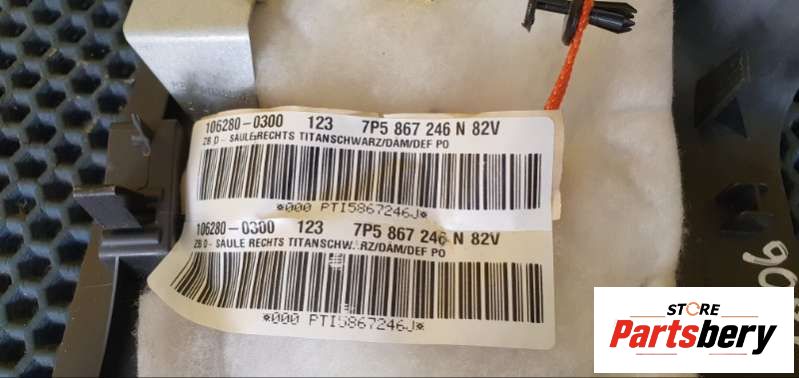 106280-0300 123 7P5 867 246 N 82V
ZB D- SAULE RECHTS TITANSCHWARZ/DAM/DEF PO
*000 PTI5867246J*
106280-0300 123 7P5 867 246 N 82V
ZB D- SAULE RECHTS TITANSCHWARZ/DAM/DEF PO
*000 PTI5867246J*
STORE
Partsbery